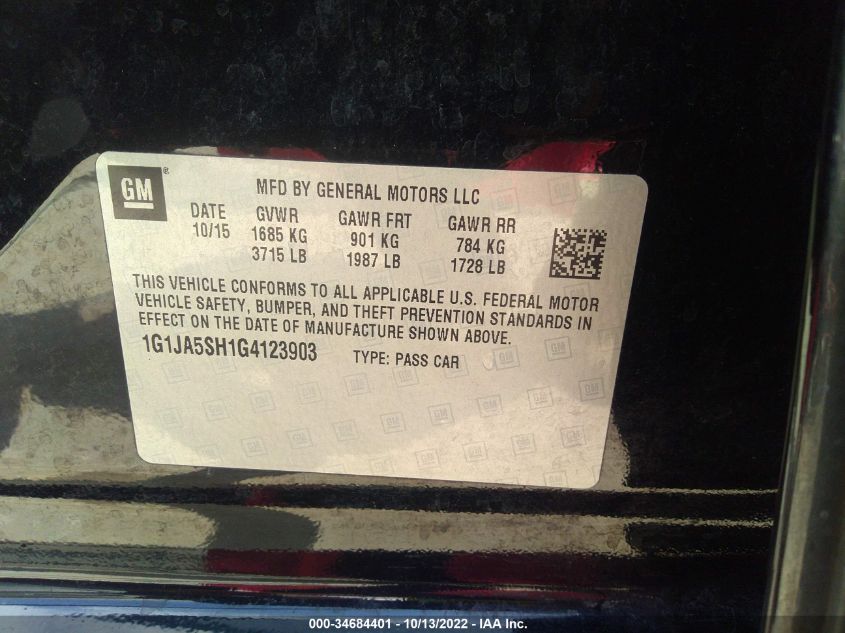 GM ®
MFD BY GENERAL MOTORS LLC
DATE GVWR GAWR FRT GAWR RR
10/15 1685 KG 901 KG 784 KG
3715 LB 1987 LB 1728 LB
THIS VEHICLE CONFORMS TO ALL APPLICABLE U.S. FEDERAL MOTOR
VEHICLE SAFETY, BUMPER, AND THEFT PREVENTION STANDARDS IN
EFFECT ON THE DATE OF MANUFACTURE SHOWN ABOVE.
1G1JA5SH1G4123903 TYPE: PASS CAR
000-34684401 - 10/13/2022 - IAA Inc.